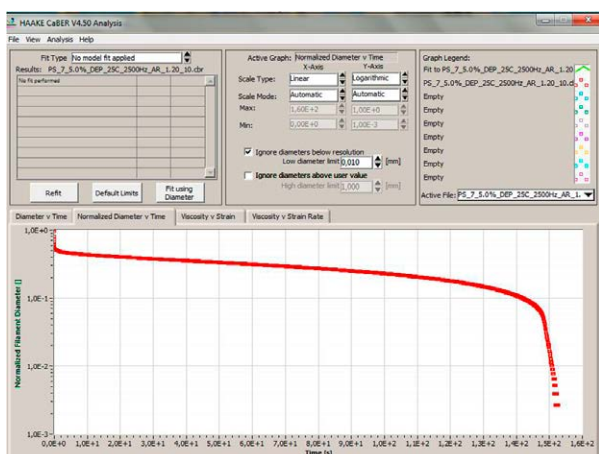 HAAKE CaBER V4.50 Analysis
File View Analysis Help
Fit Type No model fit applied
Results: PS_7_5.0%_DEP_25C_2500Hz_AR_1.20_10.cbr
No fit performed
Refit Default Limits Fit using Diameter
Active Graph: Normalized Diameter v Time
X-Axis Y-Axis
Scale Type: Linear Logarithmic
Scale Mode: Automatic Automatic
Max: 1,60E+2 1,00E+0
Min: 0,00E+0 1,00E-3
Ignore diameters below resolution
Low diameter limit 0,010 [mm]
Ignore diameters above user value
High diameter limit 1,000 [mm]
Graph Legend:
Fit to PS_7_5.0%_DEP_25C_2500Hz_AR_1.20
PS_7_5.0%_DEP_25C_2500Hz_AR_1.20_10.c
Empty
Empty
Empty
Empty
Empty
Empty
Empty
Active File: PS_7_5.0%_DEP_25C_2500Hz_AR_1.
Diameter v Time Normalized Diameter v Time Viscosity v Strain Viscosity v Strain Rate
Normalized Filament Diameter []
1,0E+0
1,0E-1
1,0E-2
1,0E-3
0,0E+0 1,0E+1 2,0E+1 3,0E+1 4,0E+1 5,0E+1 6,0E+1 7,0E+1 8,0E+1 9,0E+1 1,0E+2 1,1E+2 1,2E+2 1,3E+2 1,4E+2 1,5E+2 1,6E+2
Time [s]